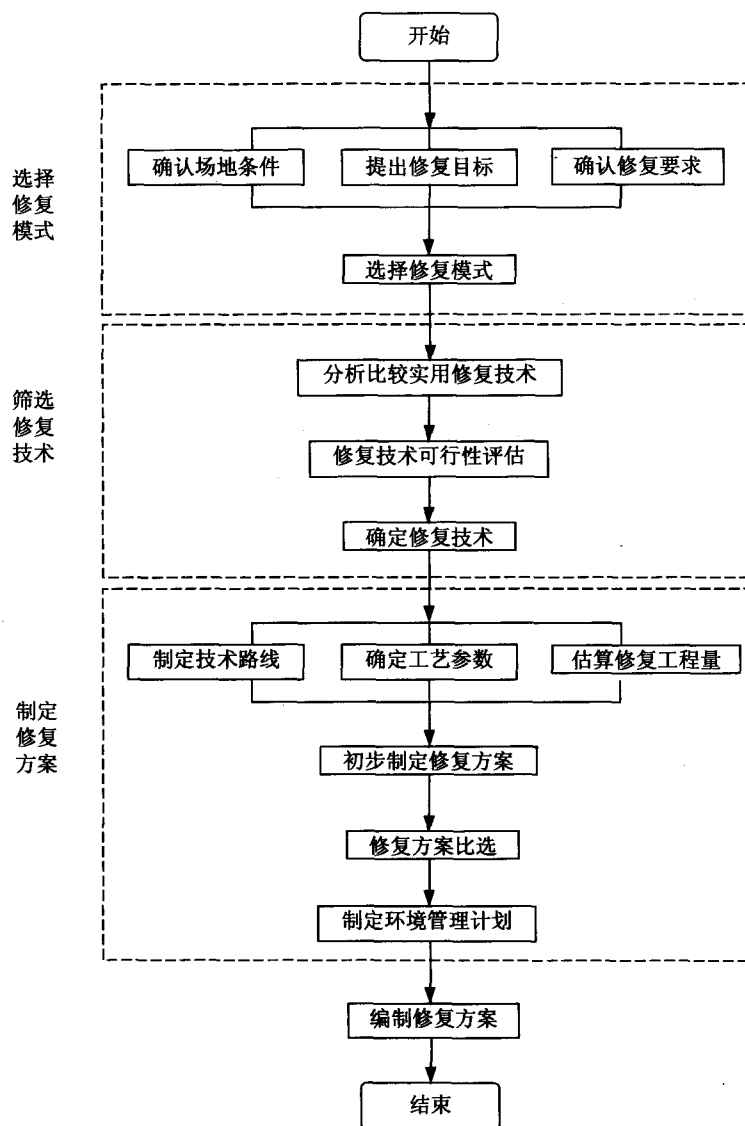 开始
选择
修复
模式
确认场地条件
提出修复目标
确认修复要求
选择修复模式
筛选
修复
技术
分析比较实用修复技术
修复技术可行性评估
确定修复技术
制定
修复
方案
制定技术路线
确定工艺参数
估算修复工程量
初步制定修复方案
修复方案比选
制定环境管理计划
编制修复方案
结束